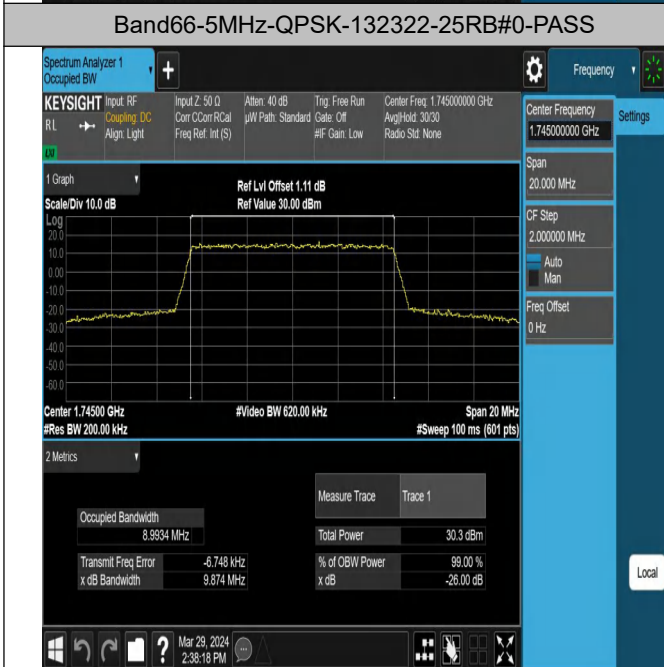 Band66-5MHz-QPSK-132322-25RB#0-PASS
Spectrum Analyzer 1
Occupied BW
+
Frequency
KEYSIGHT Input: RF Input Z: 50 Ω Atten: 40 dB Trig: Free Run Center Freq: 1.745000000 GHz
RL Coupling: DC Corr CCorr RCal µW Path: Standard Gate: Off Avg|Hold: 30/30
Align: Light Freq Ref: Int (S) #IF Gain: Low Radio Std: None
LXI
Center Frequency
1.745000000 GHz
Settings
Span
20.000 MHz
CF Step
2.000000 MHz
Auto
Man
Freq Offset
0 Hz
Local
1 Graph
Ref Lvl Offset 1.11 dB
Scale/Div 10.0 dB Ref Value 30.00 dBm
Log
20.0
10.0
0.00
-10.0
-20.0
-30.0
-40.0
-50.0
-60.0
Center 1.74500 GHz #Video BW 620.00 kHz Span 20 MHz
#Res BW 200.00 kHz #Sweep 100 ms (601 pts)
2 Metrics
Measure Trace Trace 1
Occupied Bandwidth
8.9934 MHz Total Power 30.3 dBm
Transmit Freq Error -6.748 kHz % of OBW Power 99.00 %
x dB Bandwidth 9.874 MHz x dB -26.00 dB
? Mar 29, 2024
2:38:18 PM